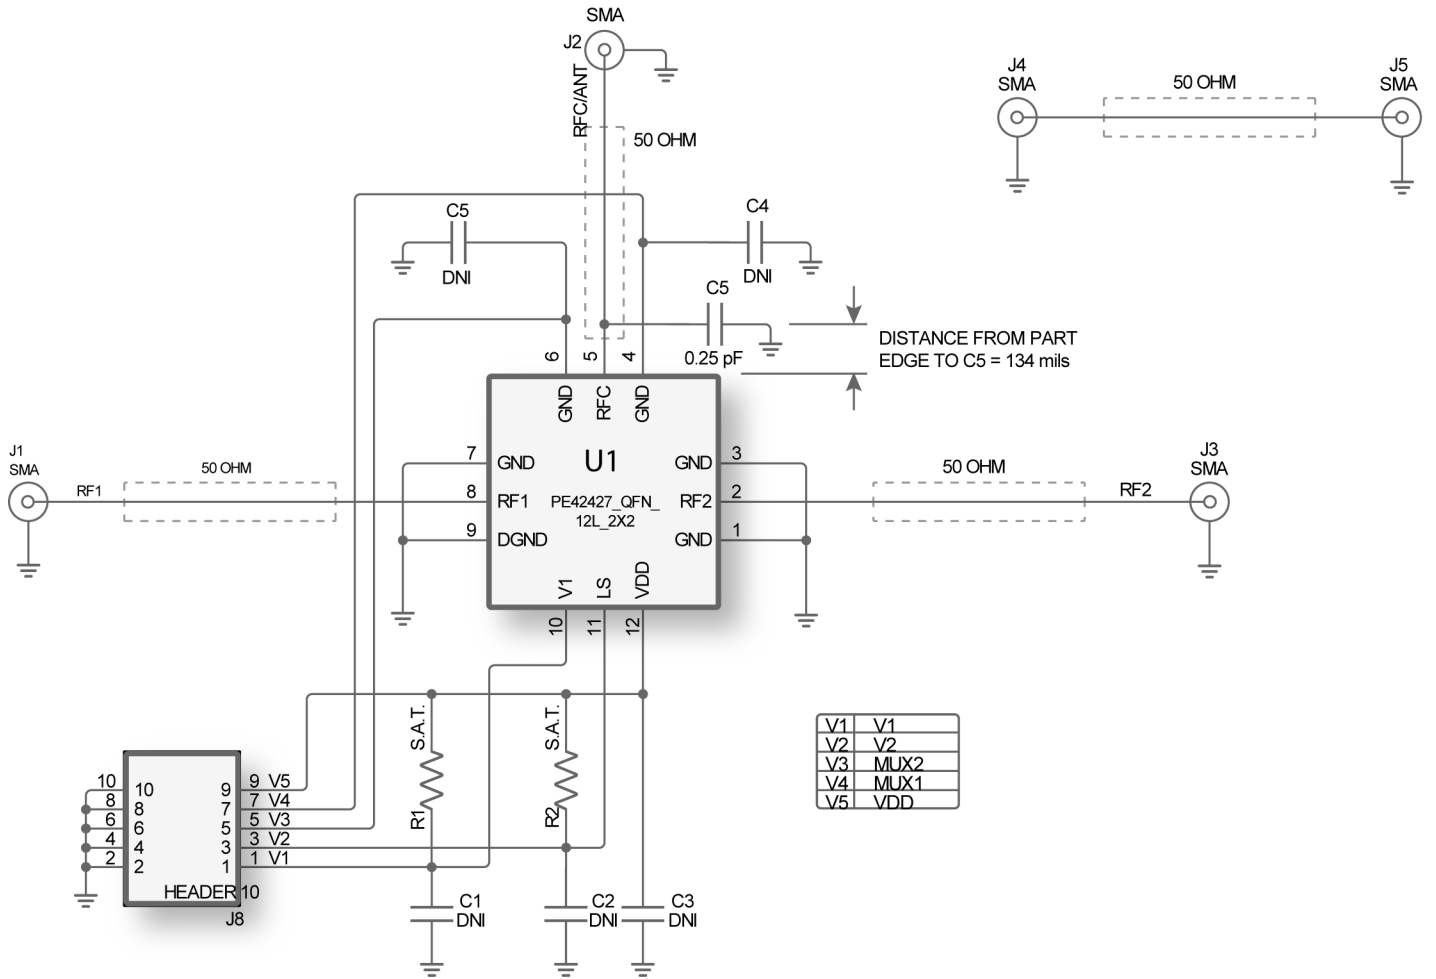 SMA
J2
RFC/ANT
50 OHM
J4
SMA
50 OHM
J5
SMA
C5
DNI
C4
DNI
C5
0.25 pF
DISTANCE FROM PART
EDGE TO C5 = 134 mils
6
5
4
GND
RFC
GND
J1
SMA
RF1
50 OHM
7
GND
8
RF1
9
DGND
U1
PE42427_QFN_
12L_2X2
GND
3
RF2
2
GND
1
50 OHM
RF2
J3
SMA
V1
LS
VDD
10
11
12
S.A.T.
R1
S.A.T.
R2
V1 V1
V2 V2
V3 MUX2
V4 MUX1
V5 VDD
10 10 9 9 V5
8 8 7 7 V4
6 6 5 5 V3
4 4 3 3 V2
2 2 1 1 V1
HEADER 10
J8
C1
DNI
C2
DNI
C3
DNI